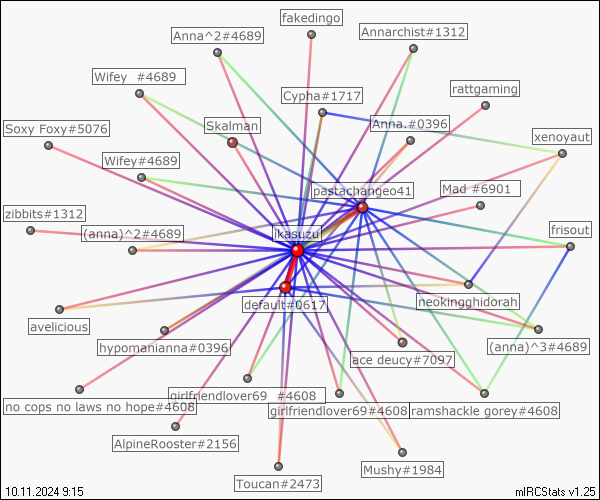 fakedingo
Anna^2#4689
Annarchist#1312
Wifey  #4689
rattgaming
Cypha#1717
Soxy Foxy#5076
Skalman
Anna.#0396
xenoyaut
Wifey#4689
pastachangeo41
Mad #6901
zibbits#1312
(anna)^2#4689
ikasuzu
frisout
default#0617
neokingghidorah
avelicious
hypomanianna#0396
ace deucy#7097
(anna)^3#4689
no cops no laws no hope#4608
girlfriendlover69  #4608
girlfriendlover69#4608
ramshackle gorey#4608
AlpineRooster#2156
Mushy#1984
Toucan#2473
10.11.2024 9:15
mIRCStats v1.25